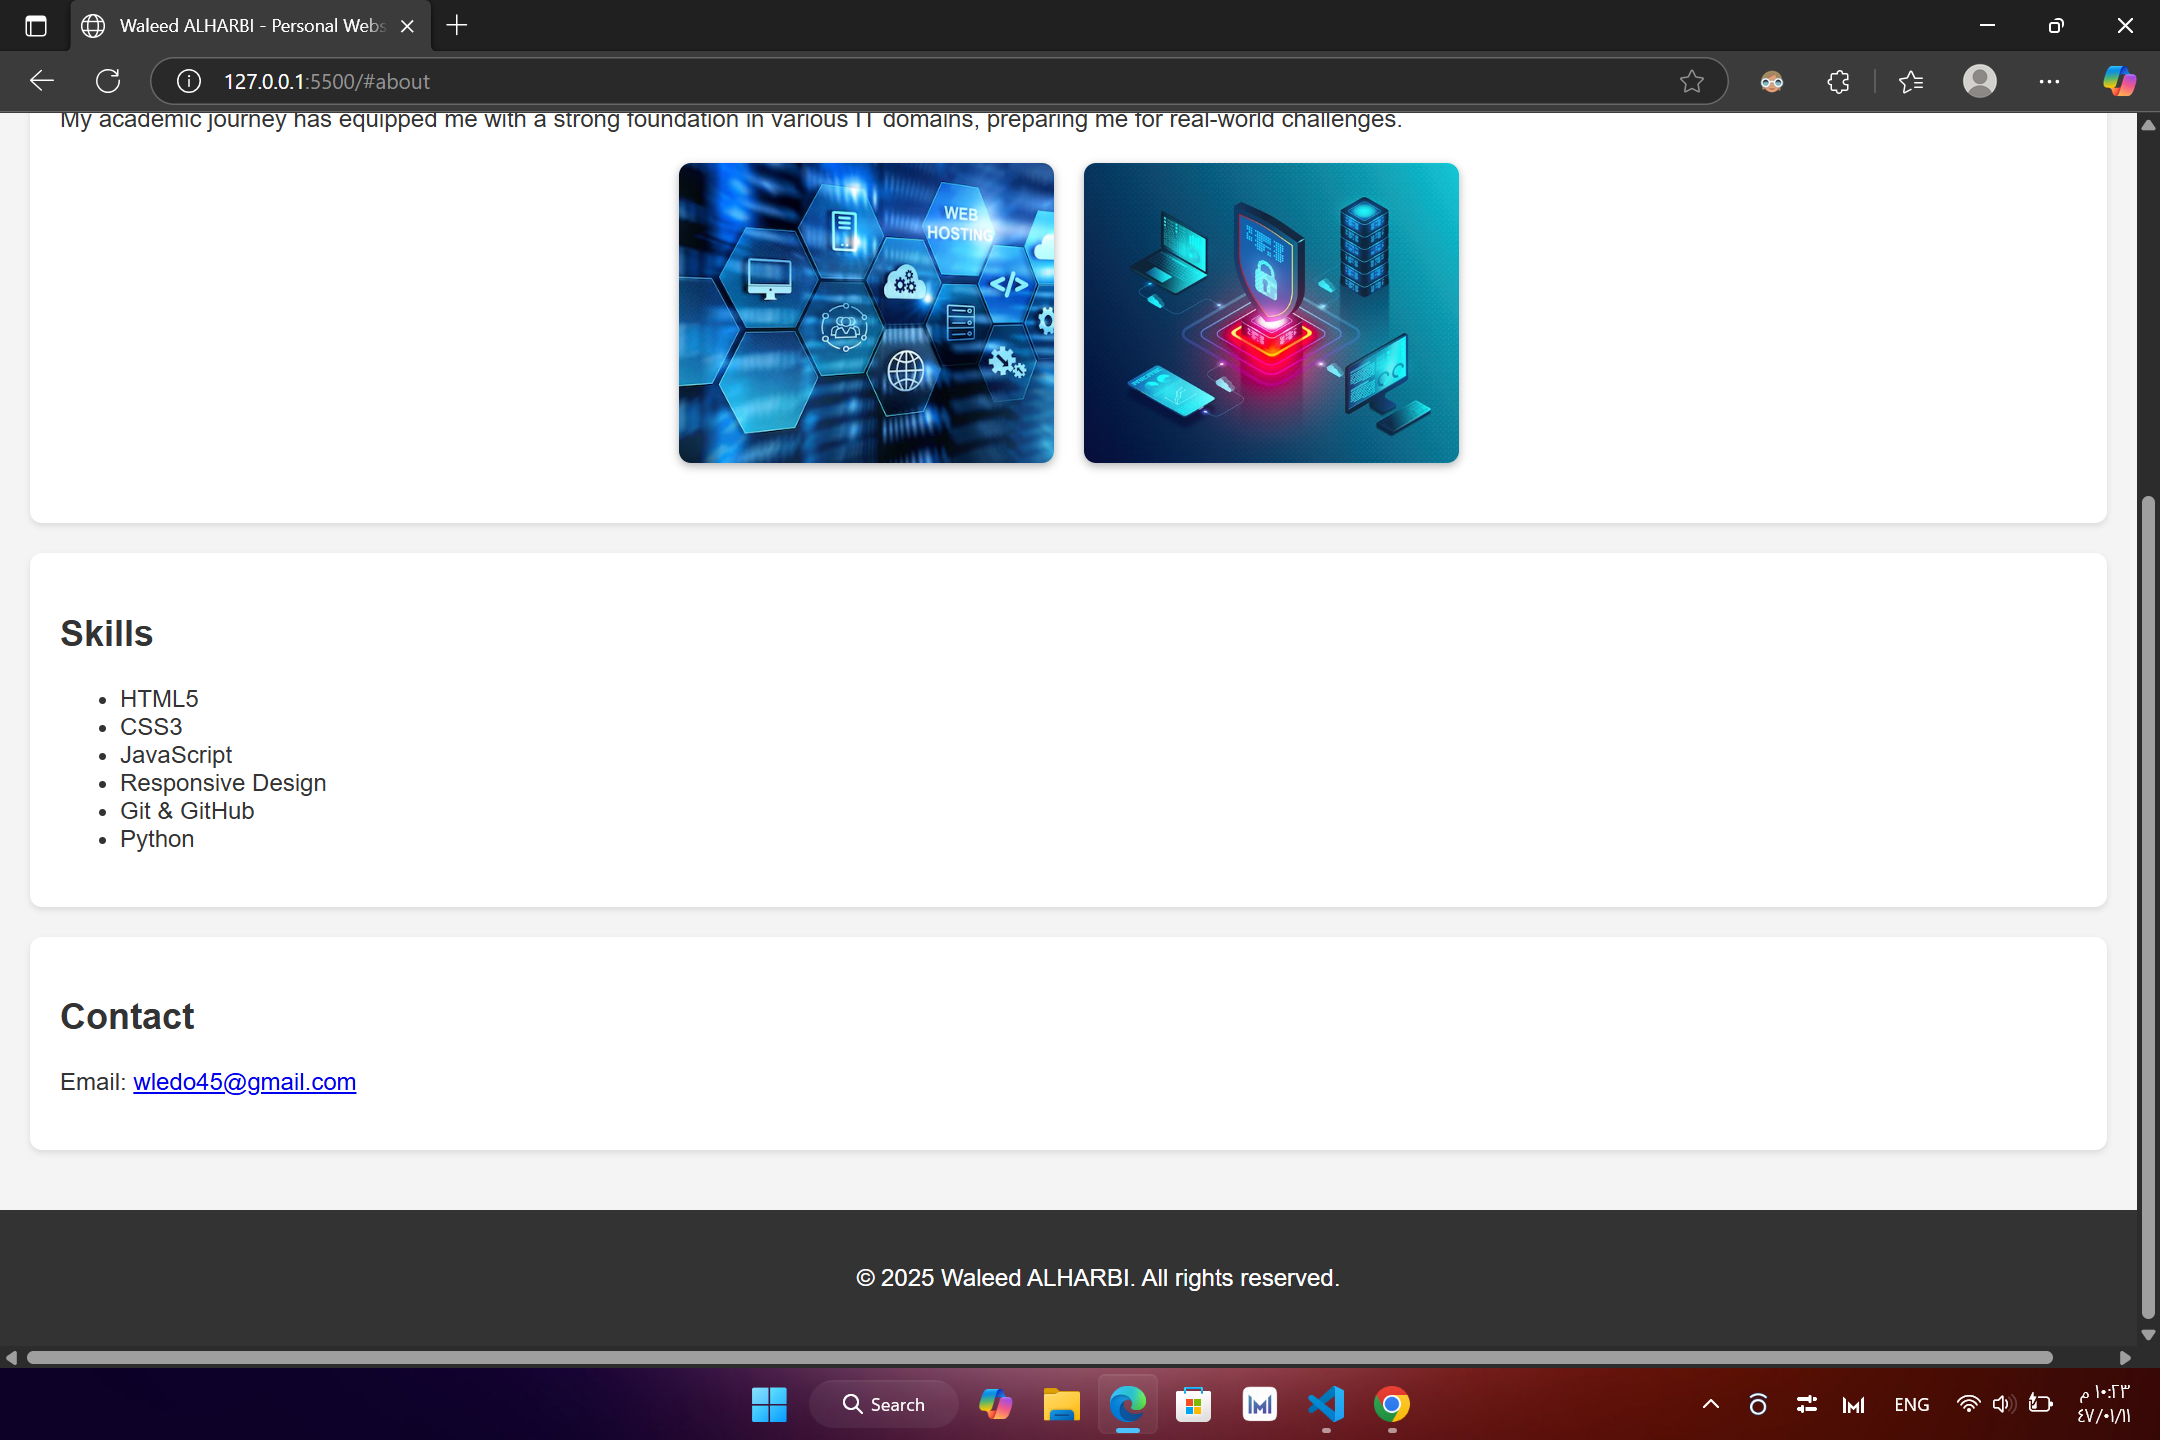 Waleed ALHARBI - Personal Webs
127.0.0.1:5500/#about
My academic journey has equipped me with a strong foundation in various IT domains, preparing me for real-world challenges.
WEB
HOSTING
</>
Skills
• HTML5
• CSS3
• JavaScript
• Responsive Design
• Git & GitHub
• Python
Contact
Email: wledo45@gmail.com
© 2025 Waleed ALHARBI. All rights reserved.
Search
ENG
١٠:٢٣ م
٤٧/٠١/١١